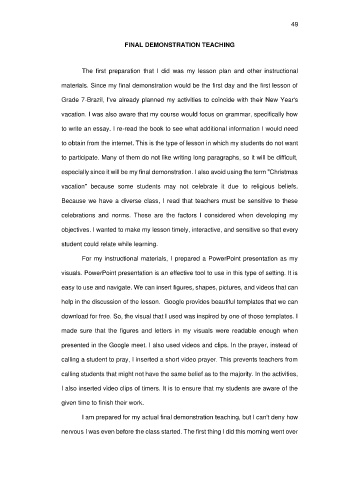 49
FINAL DEMONSTRATION TEACHING
The first preparation that I did was my lesson plan and other instructional
materials. Since my final demonstration would be the first day and the first lesson of
Grade 7-Brazil, I've already planned my activities to coincide with their New Year's
vacation. I was also aware that my course would focus on grammar, specifically how
to write an essay. I re-read the book to see what additional information I would need
to obtain from the internet. This is the type of lesson in which my students do not want
to participate. Many of them do not like writing long paragraphs, so it will be difficult,
especially since it will be my final demonstration. I also avoid using the term "Christmas
vacation" because some students may not celebrate it due to religious beliefs.
Because we have a diverse class, I read that teachers must be sensitive to these
celebrations and norms. These are the factors I considered when developing my
objectives. I wanted to make my lesson timely, interactive, and sensitive so that every
student could relate while learning.
For my instructional materials, I prepared a PowerPoint presentation as my
visuals. PowerPoint presentation is an effective tool to use in this type of setting. It is
easy to use and navigate. We can insert figures, shapes, pictures, and videos that can
help in the discussion of the lesson. Google provides beautiful templates that we can
download for free. So, the visual that I used was inspired by one of those templates. I
made sure that the figures and letters in my visuals were readable enough when
presented in the Google meet. I also used videos and clips. In the prayer, instead of
calling a student to pray, I inserted a short video prayer. This prevents teachers from
calling students that might not have the same belief as to the majority. In the activities,
I also inserted video clips of timers. It is to ensure that my students are aware of the
given time to finish their work.
I am prepared for my actual final demonstration teaching, but I can't deny how
nervous I was even before the class started. The first thing I did this morning went over